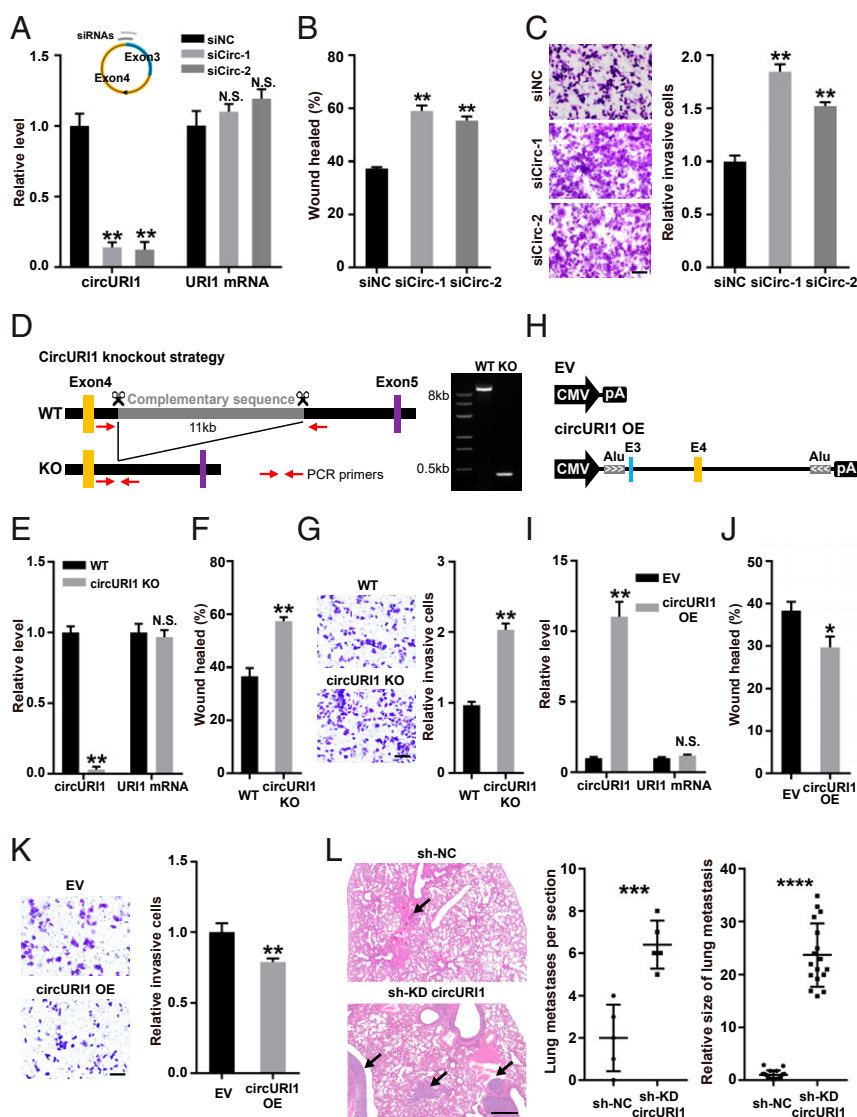 A
siRNAs
Exon3
Exon4
siNC
siCirc-1
siCirc-2
Relative level
1.5
1.0
0.5
0.0
**
**
N.S.
N.S.
circURI1
URI1 mRNA
B
Wound healed (%)
80
60
40
20
0
**
**
siNC
siCirc-1
siCirc-2
C
siNC
siCirc-1
siCirc-2
Relative invasive cells
2.0
1.5
1.0
0.5
0.0
**
**
siNC
siCirc-1
siCirc-2
D
CircURI1 knockout strategy
Exon4
Exon5
WT
Complementary sequence
11kb
KO
PCR primers
WT KO
8kb
0.5kb
H
EV
CMV
pA
circURI1 OE
E3
E4
Alu
Alu
CMV
pA
E
WT
circURI1 KO
Relative level
1.5
1.0
0.5
0.0
**
N.S.
circURI1
URI1 mRNA
F
Wound healed (%)
80
60
40
20
0
**
WT
circURI1
KO
G
WT
circURI1 KO
Relative invasive cells
3
2
1
0
**
WT
circURI1
KO
I
EV
circURI1
OE
Relative level
15
10
5
0
**
N.S.
circURI1
URI1 mRNA
J
Wound healed (%)
50
40
30
20
10
0
*
EV
circURI1
OE
K
EV
circURI1 OE
Relative invasive cells
1.5
1.0
0.5
0.0
**
EV
circURI1
OE
L
sh-NC
sh-KD circURI1
Lung metastases per section
10
8
6
4
2
0
***
sh-NC
sh-KD
circURI1
Relative size of lung metastasis
40
30
20
10
0
****
sh-NC
sh-KD
circURI1